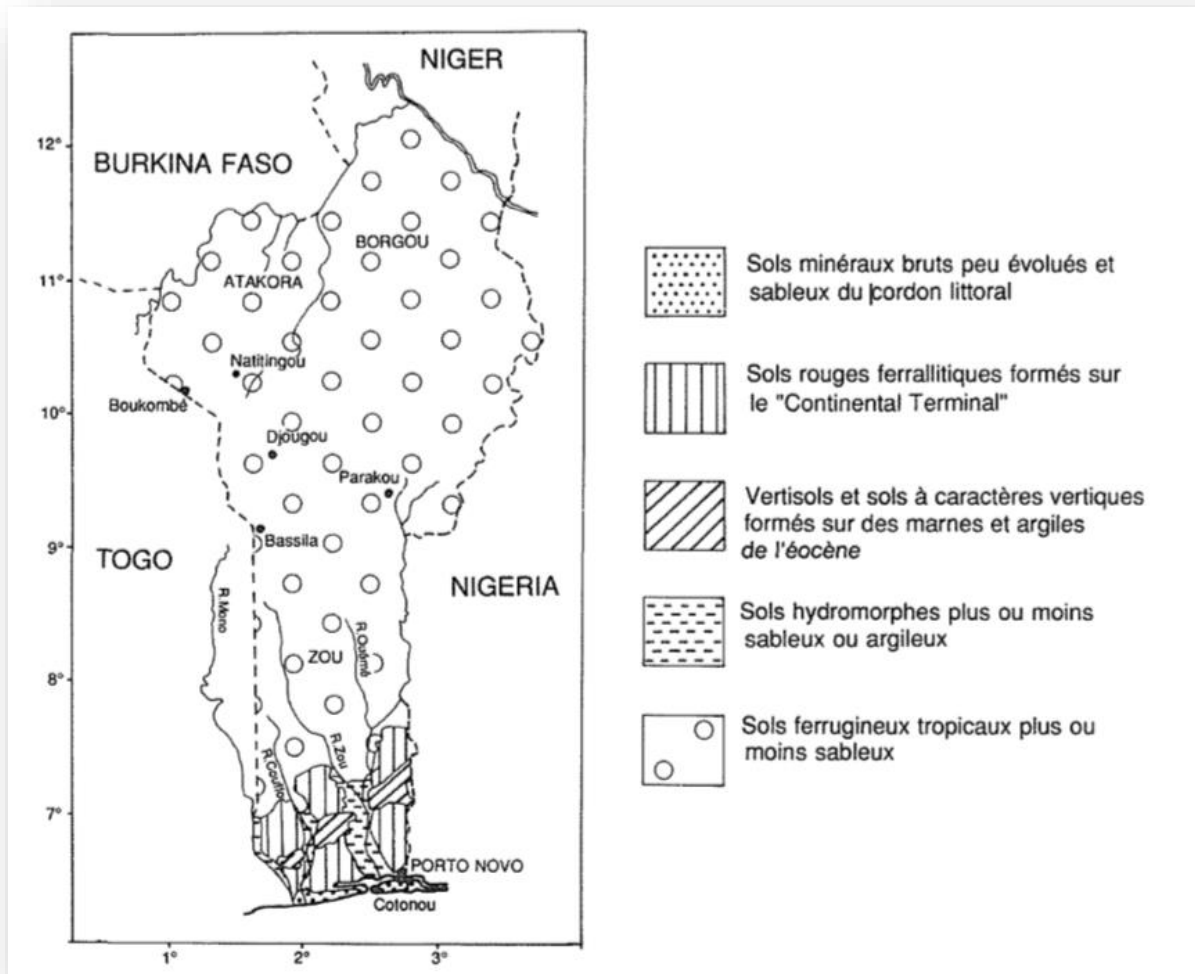 NIGER
12°
BURKINA FASO
BORGOU
11°
ATAKORA
Natitingou
Boukombé
10°
Djougou
Parakou
Bassila
9°
TOGO
NIGERIA
R.Mono
R.Ouémé
ZOU
8°
R.Zou
R.Couffo
7°
PORTO NOVO
Cotonou
1°
2°
3°
Sols minéraux bruts peu évolués et
sableux du cordon littoral
Sols rouges ferrallitiques formés sur
le "Continental Terminal"
Vertisols et sols à caractères vertiques
formés sur des marnes et argiles
de l'éocène
Sols hydromorphes plus ou moins
sableux ou argileux
Sols ferrugineux tropicaux plus ou
moins sableux